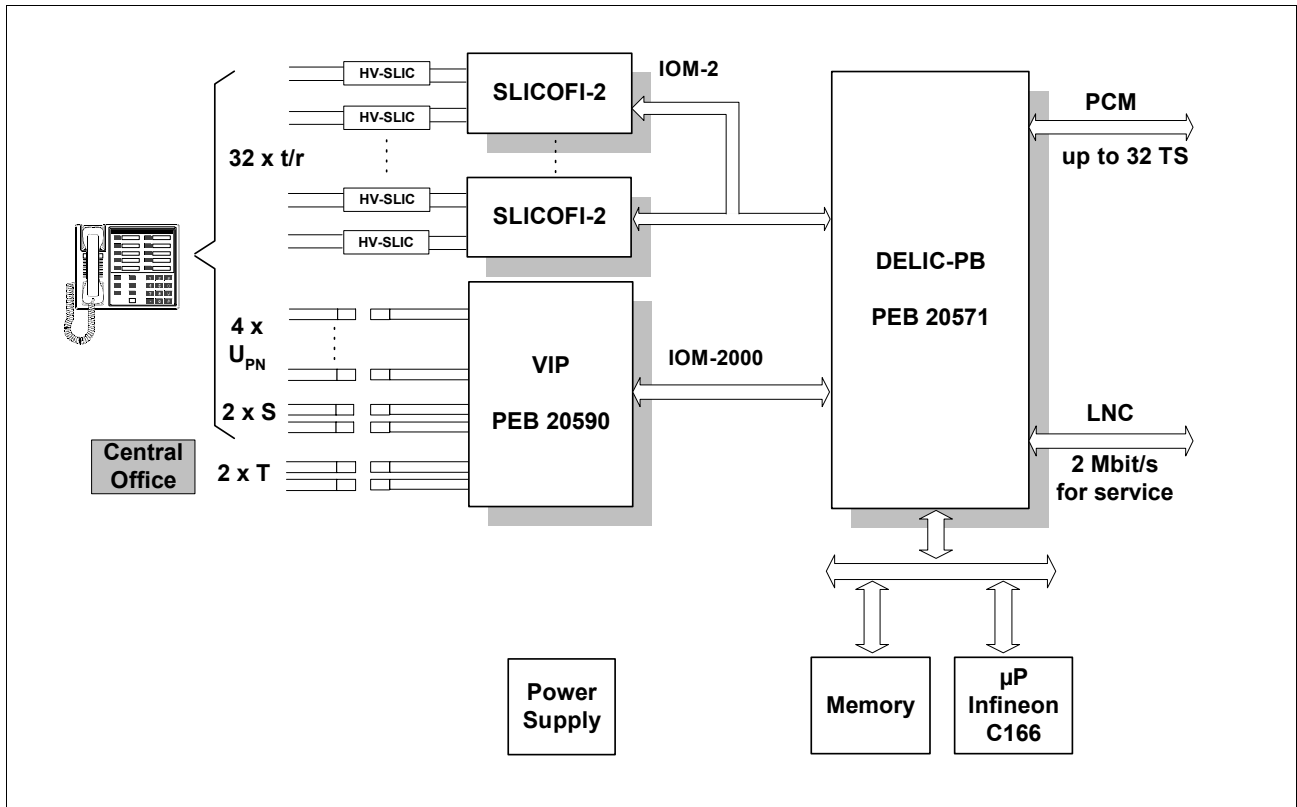 HV-SLIC
SLICOFI-2
IOM-2
HV-SLIC
PCM
32 x t/r
up to 32 TS
HV-SLIC
SLICOFI-2
HV-SLIC
DELIC-PB
PEB 20571
4 x
UPN
VIP
PEB 20590
IOM-2000
2 x S
LNC
2 Mbit/s
for service
Central
Office
2 x T
Power
Supply
Memory
µP
Infineon
C166